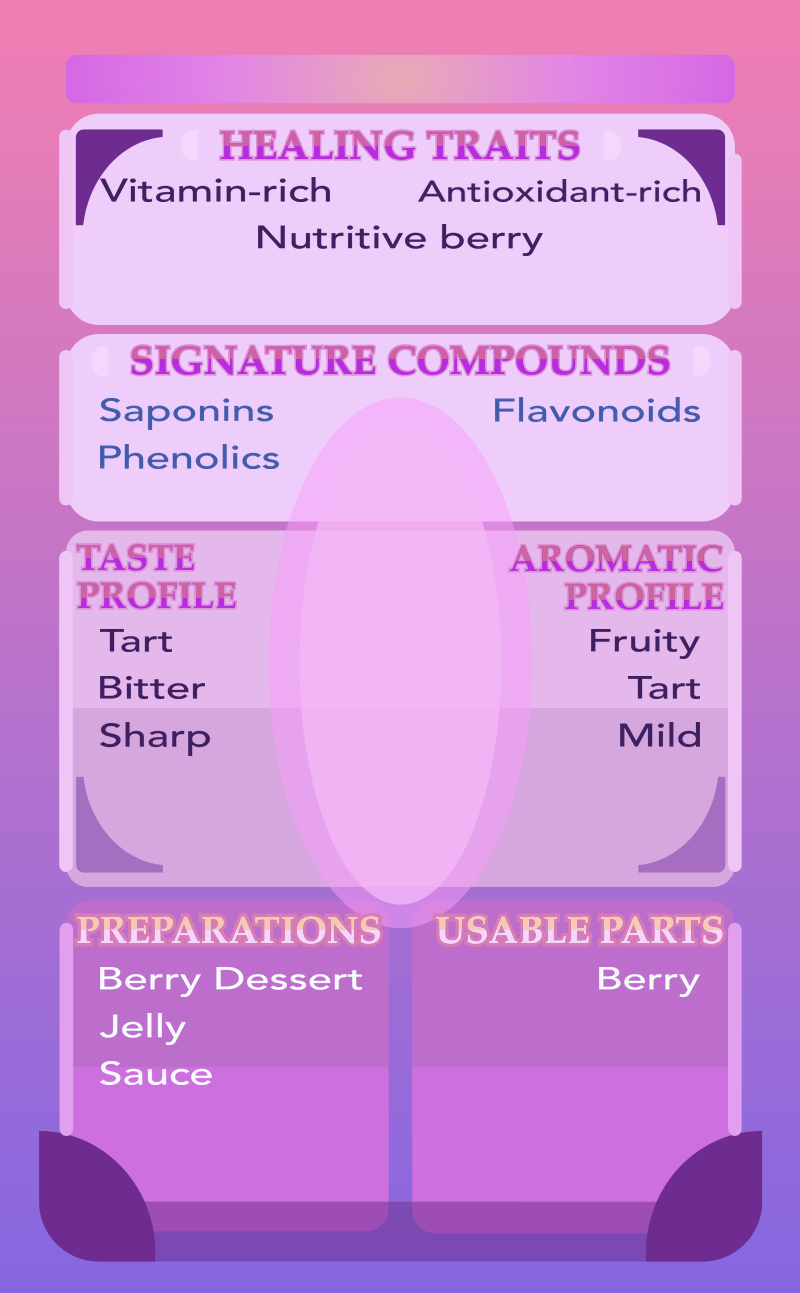 HEALING TRAITS
Vitamin-rich Antioxidant-rich
Nutritive berry
SIGNATURE COMPOUNDS
Saponins Flavonoids
Phenolics
TASTE
PROFILE
Tart
Bitter
Sharp
AROMATIC
PROFILE
Fruity
Tart
Mild
PREPARATIONS
Berry Dessert
Jelly
Sauce
USABLE PARTS
Berry